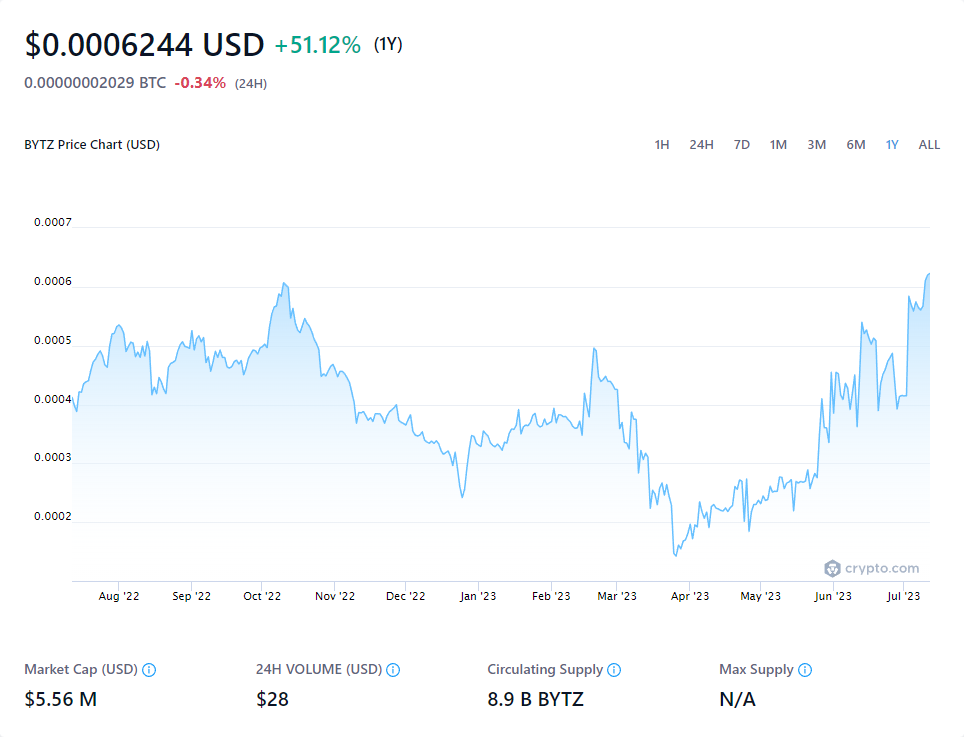 $0.0006244 USD +51.12% (1Y)
0.00000002029 BTC -0.34% (24H)
BYTZ Price Chart (USD)
1H 24H 7D 1M 3M 6M 1Y ALL
0.0007
0.0006
0.0005
0.0004
0.0003
0.0002
crypto.com
Aug '22 Sep '22 Oct '22 Nov '22 Dec '22 Jan '23 Feb '23 Mar '23 Apr '23 May '23 Jun '23 Jul '23
Market Cap (USD) 24H VOLUME (USD) Circulating Supply Max Supply
$5.56 M $28 8.9 B BYTZ N/A